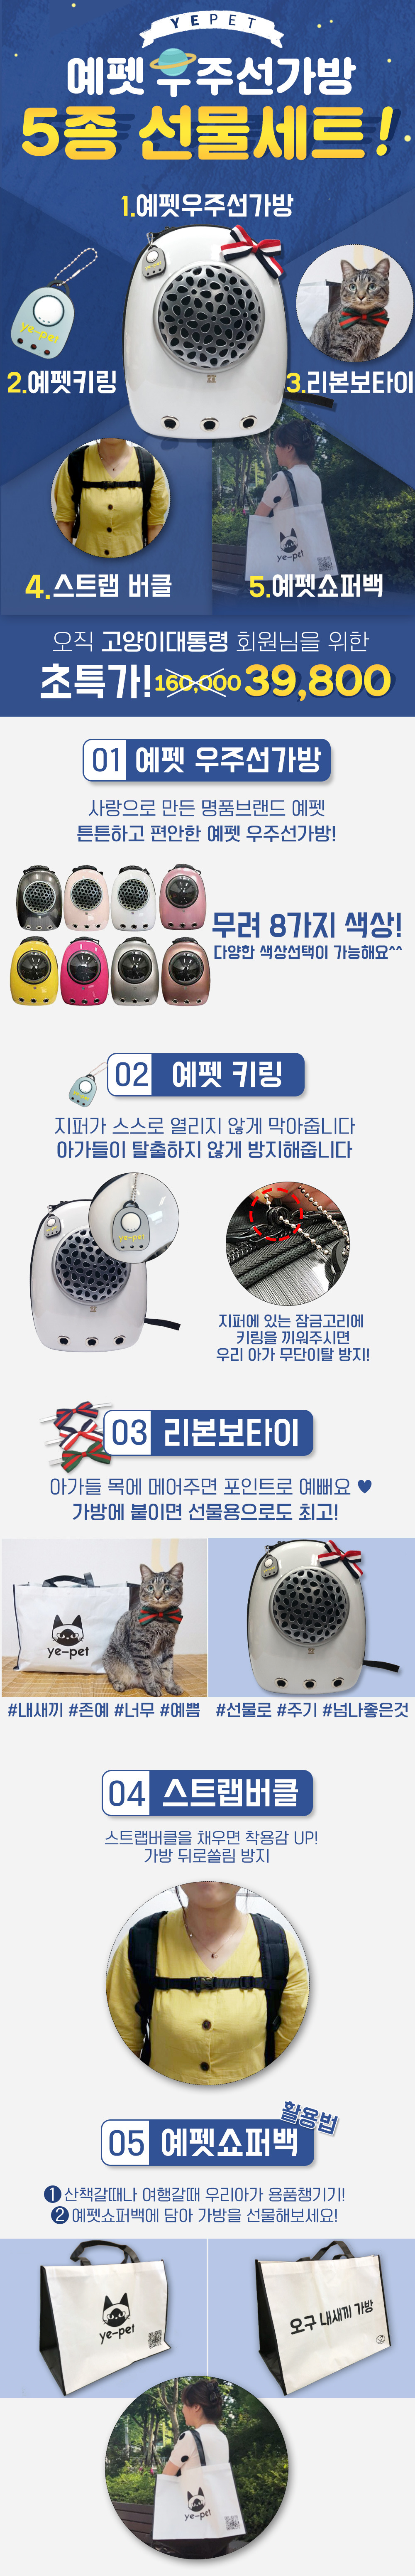 YEPET
예펫 우주선가방
5종 선물세트!
1.예펫우주선가방
ye-pet
2.예펫키링
3.리본보타이
ye-pet
4.스트랩 버클
5.예펫쇼퍼백
오직 고양이대통령 회원님을 위한
초특가! 160,000 39,800
01 예펫 우주선가방
사랑으로 만든 명품브랜드 예펫
튼튼하고 편안한 예펫 우주선가방!
무려 8가지 색상!
다양한 색상선택이 가능해요^^
02 예펫 키링
지퍼가 스스로 열리지 않게 막아줍니다
아가들이 탈출하지 않게 방지해줍니다
ye-pet
지퍼에 있는 잠금고리에
키링을 끼워주시면
우리 아가 무단이탈 방지!
03 리본보타이
아가들 목에 메어주면 포인트로 예뻐요 ♥
가방에 붙이면 선물용으로도 최고!
ye-pet
#내새끼 #존예 #너무 #예쁨
#선물로 #주기 #넘나좋은것
04 스트랩버클
스트랩버클을 채우면 착용감 UP!
가방 뒤로쏠림 방지
활용법
05 예펫쇼퍼백
1 산책갈때나 여행갈때 우리아가 용품챙기기!
2 예펫쇼퍼백에 담아 가방을 선물해보세요!
ye-pet
오구 내새끼 가방
ye-pet